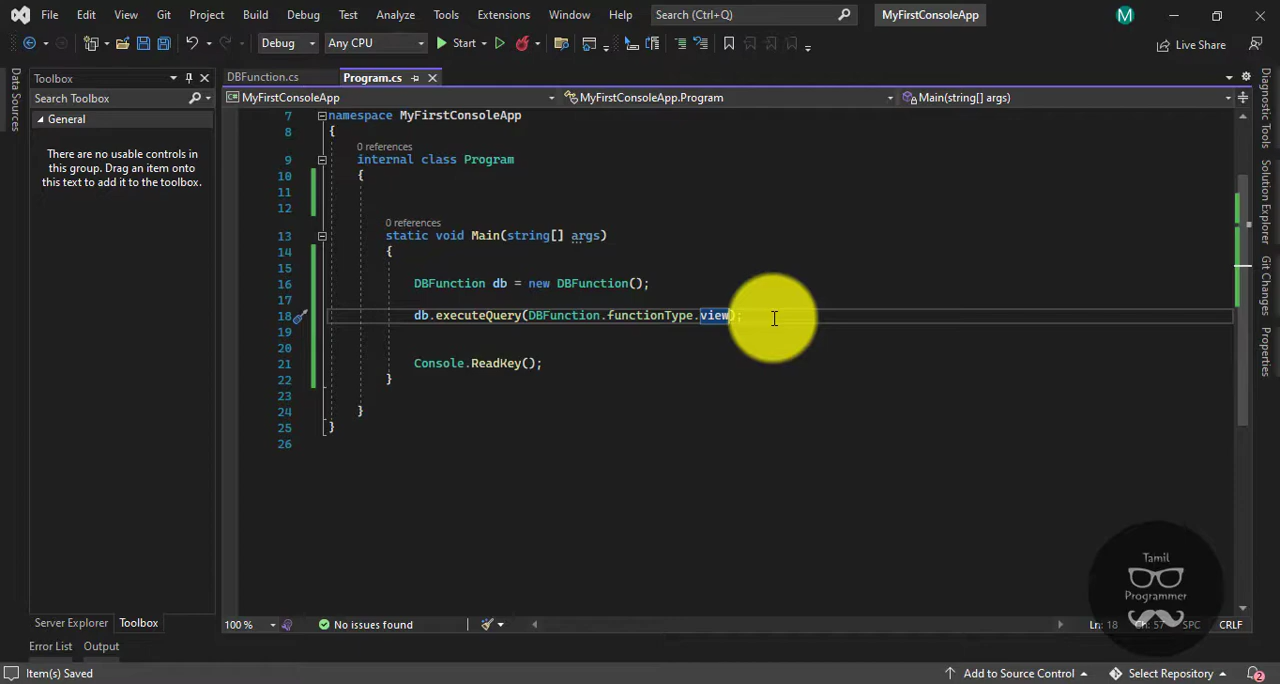 File Edit View Git Project Build Debug Test Analyze Tools Extensions Window Help Search (Ctrl+Q) MyFirstConsoleApp M
Debug Any CPU Start Live Share
Data Sources
Toolbox
Search Toolbox
General
There are no usable controls in
this group. Drag an item onto
this text to add it to the toolbox.
Server Explorer Toolbox
Error List Output
DBFunction.cs Program.cs
MyFirstConsoleApp MyFirstConsoleApp.Program Main(string[] args)
7 namespace MyFirstConsoleApp
8 {
0 references
9 internal class Program
10 {
11
12
0 references
13 static void Main(string[] args)
14 {
15
16 DBFunction db = new DBFunction();
17
18 db.executeQuery(DBFunction.functionType.view);
19
20
21 Console.ReadKey();
22 }
23
24 }
25 }
26
100 % No issues found Ln: 18 Ch: 57 SPC CRLF
Diagnostic Tools
Solution Explorer
Git Changes
Properties
Tamil
Programmer
Item(s) Saved Add to Source Control Select Repository 2